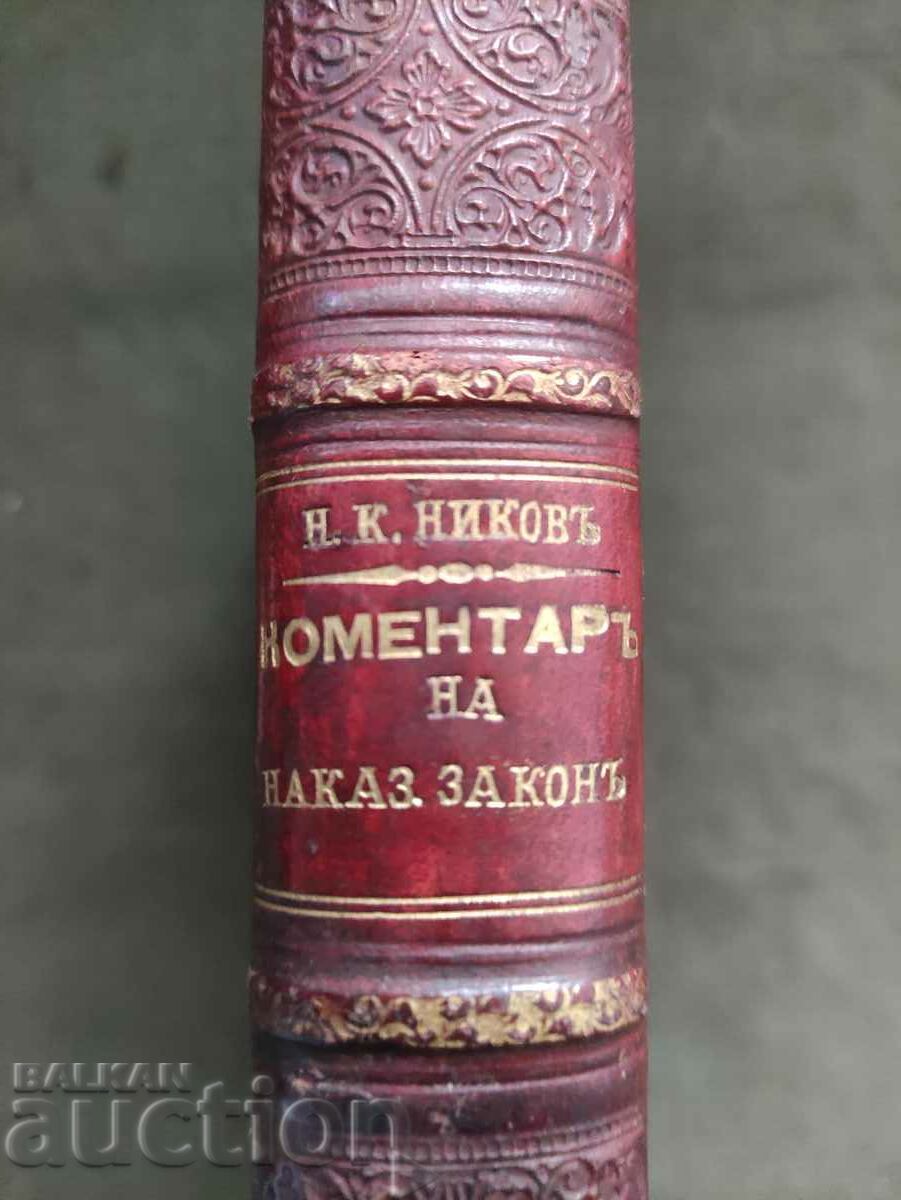 Н. К. НИКОВЪ
КОМЕНТАРЪ
НА
НАКАЗ. ЗАКОНЪ
BALKAN
auction